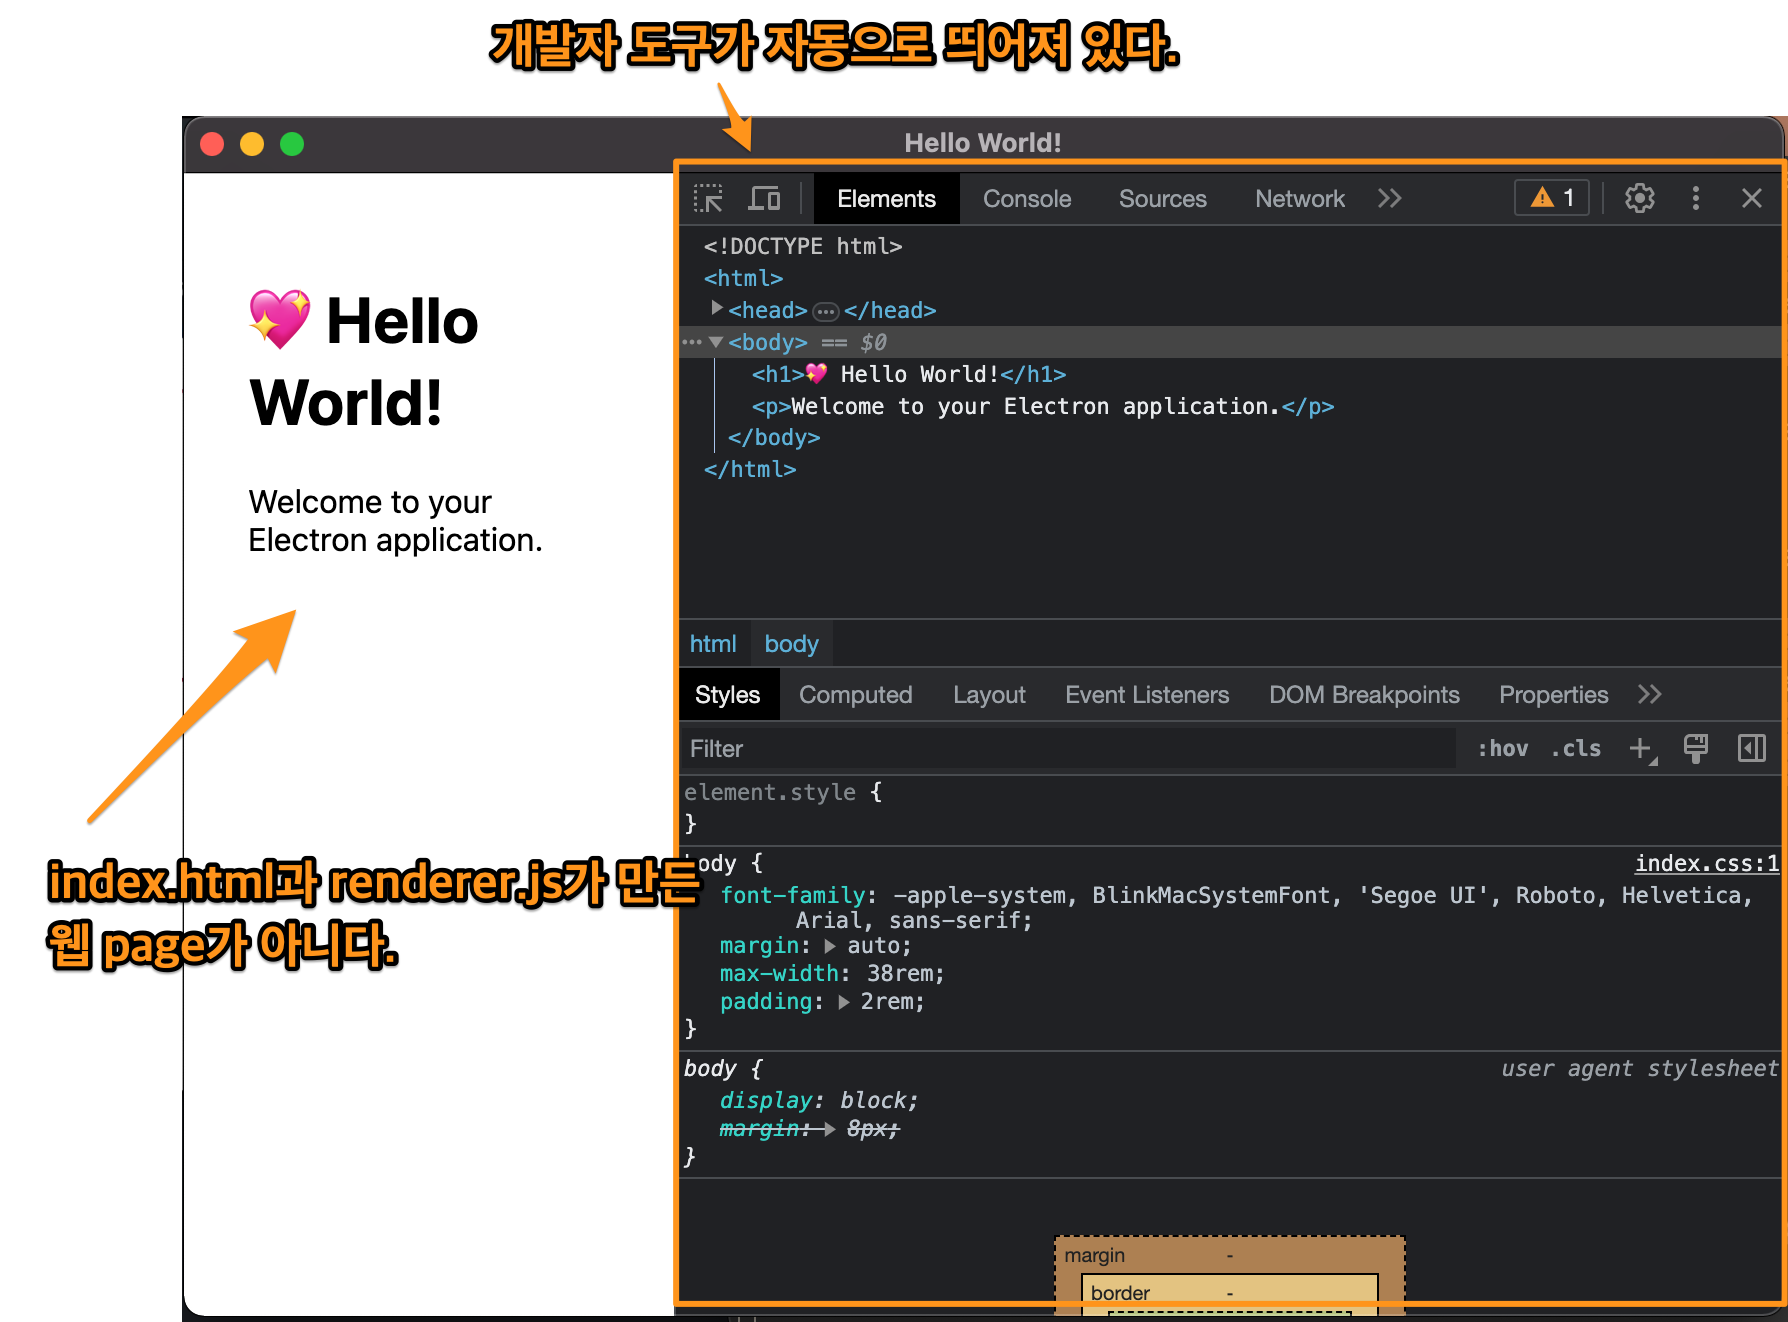 개발자 도구가 자동으로 띄어져 있다.
Hello World!
💖 Hello
World!
Welcome to your
Electron application.
index.html과 renderer.js가 만든
웹 page가 아니다.
Elements Console Sources Network 1
<!DOCTYPE html>
<html>
<head>…</head>
<body> == $0
<h1>💖 Hello World!</h1>
<p>Welcome to your Electron application.</p>
</body>
</html>
html body
Styles Computed Layout Event Listeners DOM Breakpoints Properties
Filter :hov .cls
element.style {
}
body { index.css:1
font-family: -apple-system, BlinkMacSystemFont, 'Segoe UI', Roboto, Helvetica,
Arial, sans-serif;
margin: auto;
max-width: 38rem;
padding: 2rem;
}
body { user agent stylesheet
display: block;
margin: 8px;
}
margin -
border -